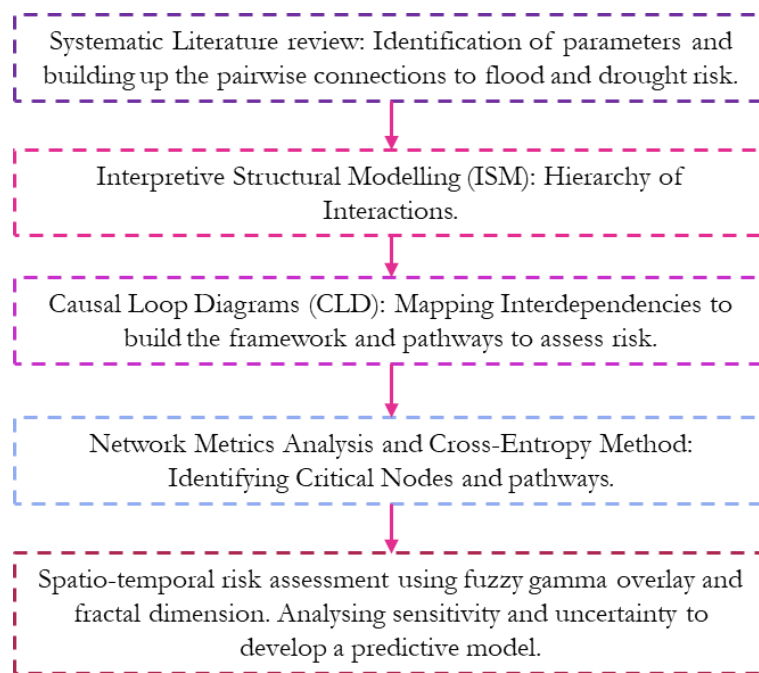 Systematic Literature review: Identification of parameters and
building up the pairwise connections to flood and drought risk.
Interpretive Structural Modelling (ISM): Hierarchy of
Interactions.
Causal Loop Diagrams (CLD): Mapping Interdependencies to
build the framework and pathways to assess risk.
Network Metrics Analysis and Cross-Entropy Method:
Identifying Critical Nodes and pathways.
Spatio-temporal risk assessment using fuzzy gamma overlay and
fractal dimension. Analysing sensitivity and uncertainty to
develop a predictive model.